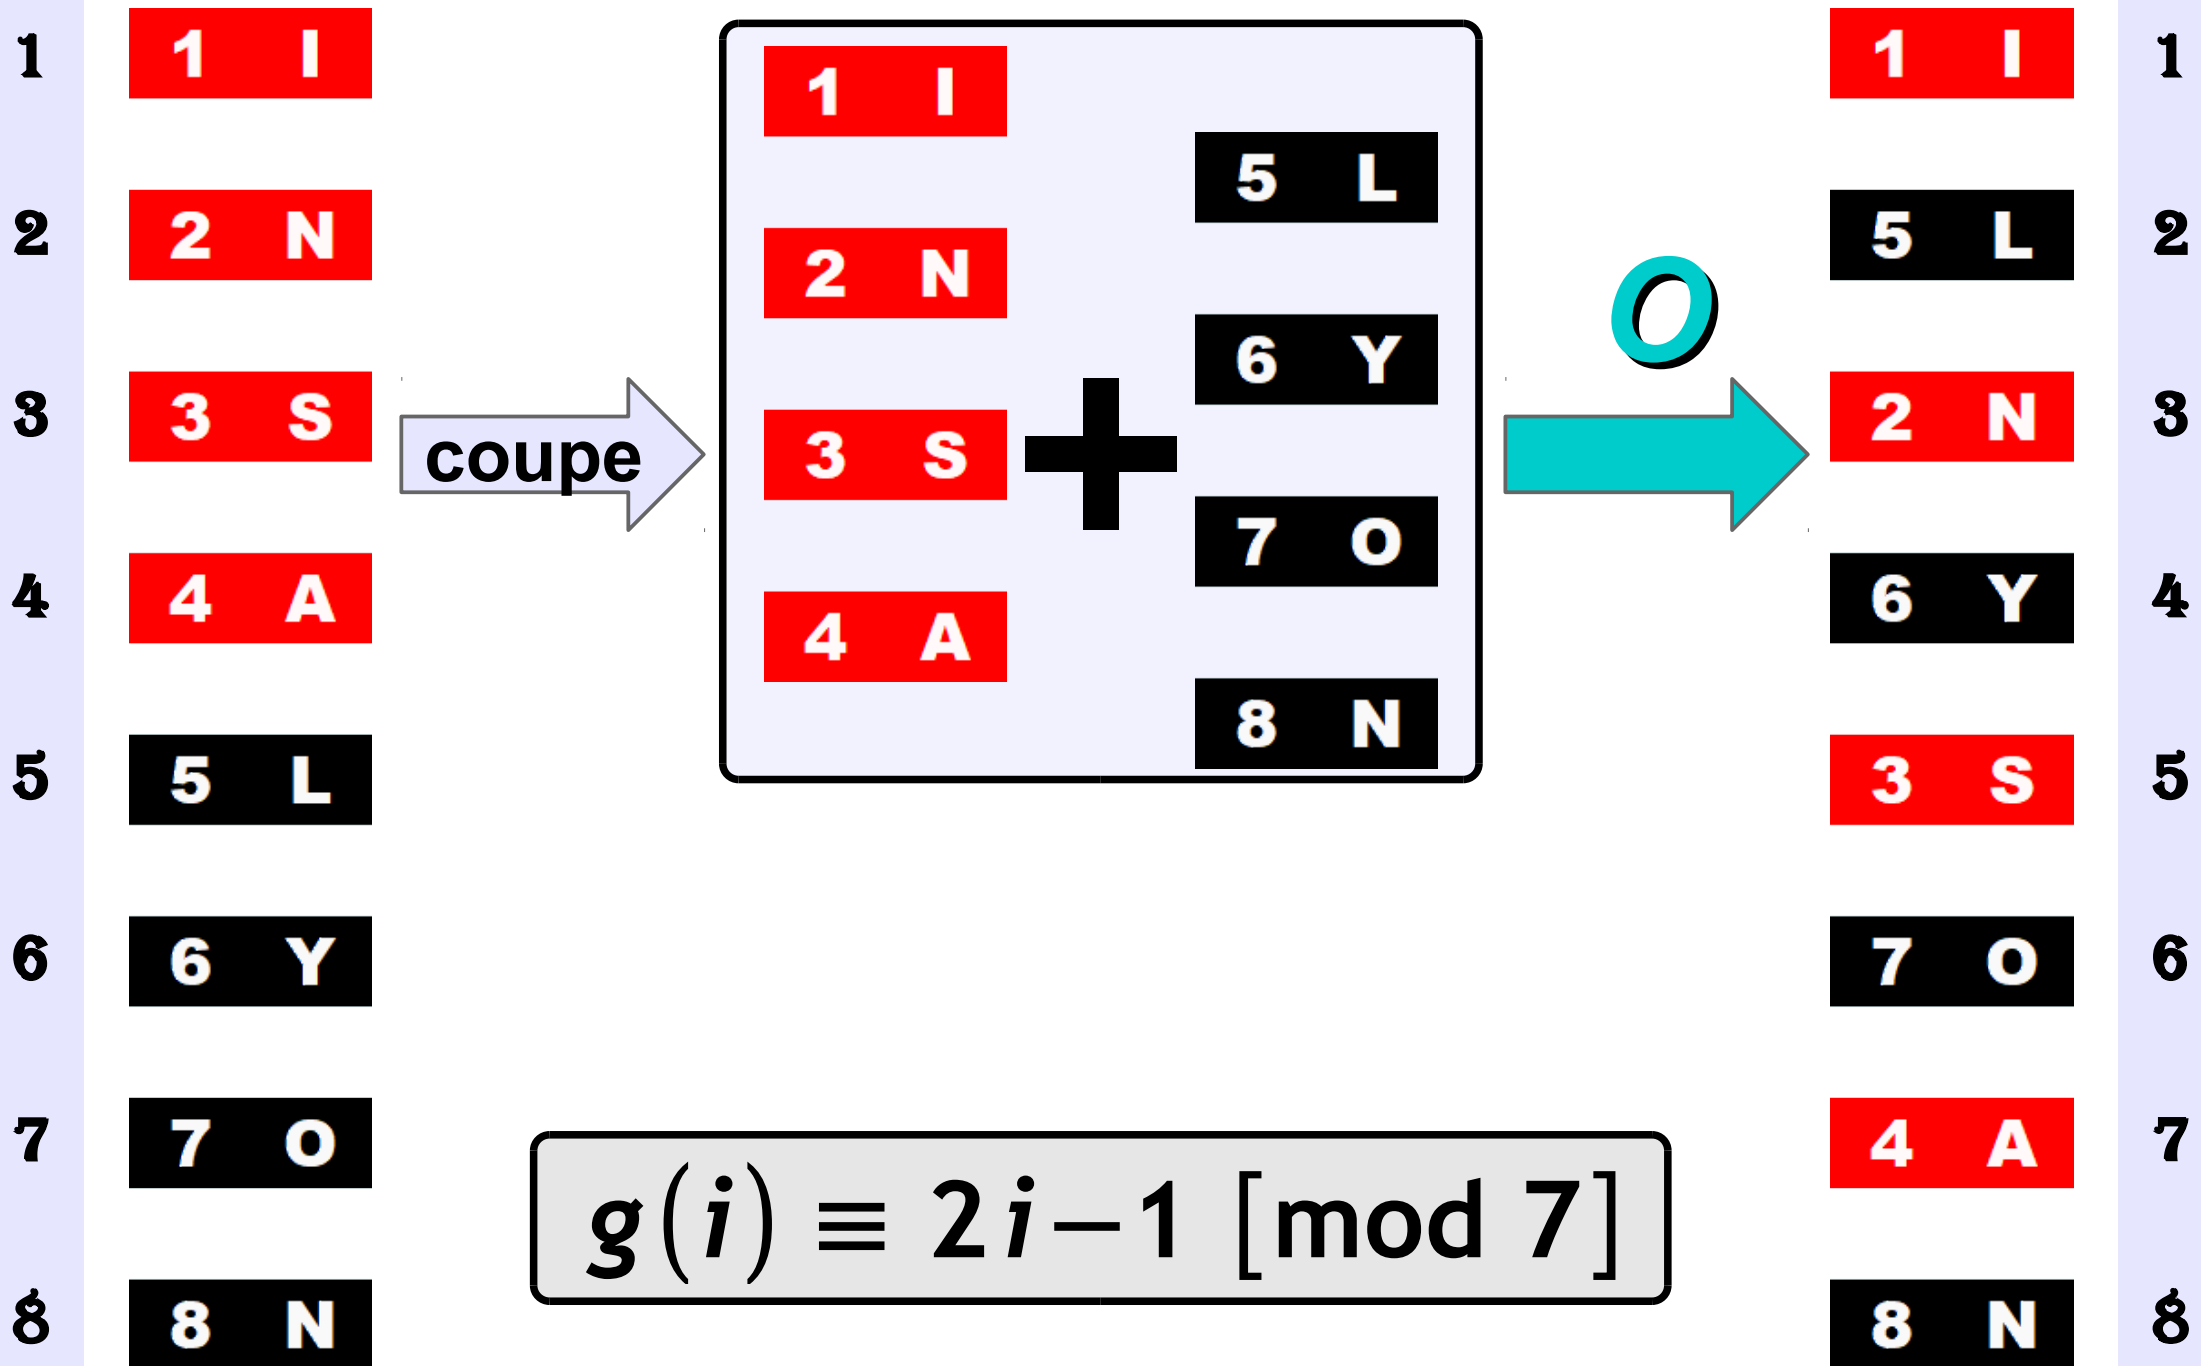 1 1 I
2 2 N
3 3 S
4 4 A
5 5 L
6 6 Y
7 7 O
8 8 N
coupe
1 I
5 L
2 N
6 Y
3 S
+
7 O
4 A
8 N
O
1 I 1
5 L 2
2 N 3
6 Y 4
3 S 5
7 O 6
4 A 7
8 N 8
g(i) ≡ 2i−1 [mod 7]